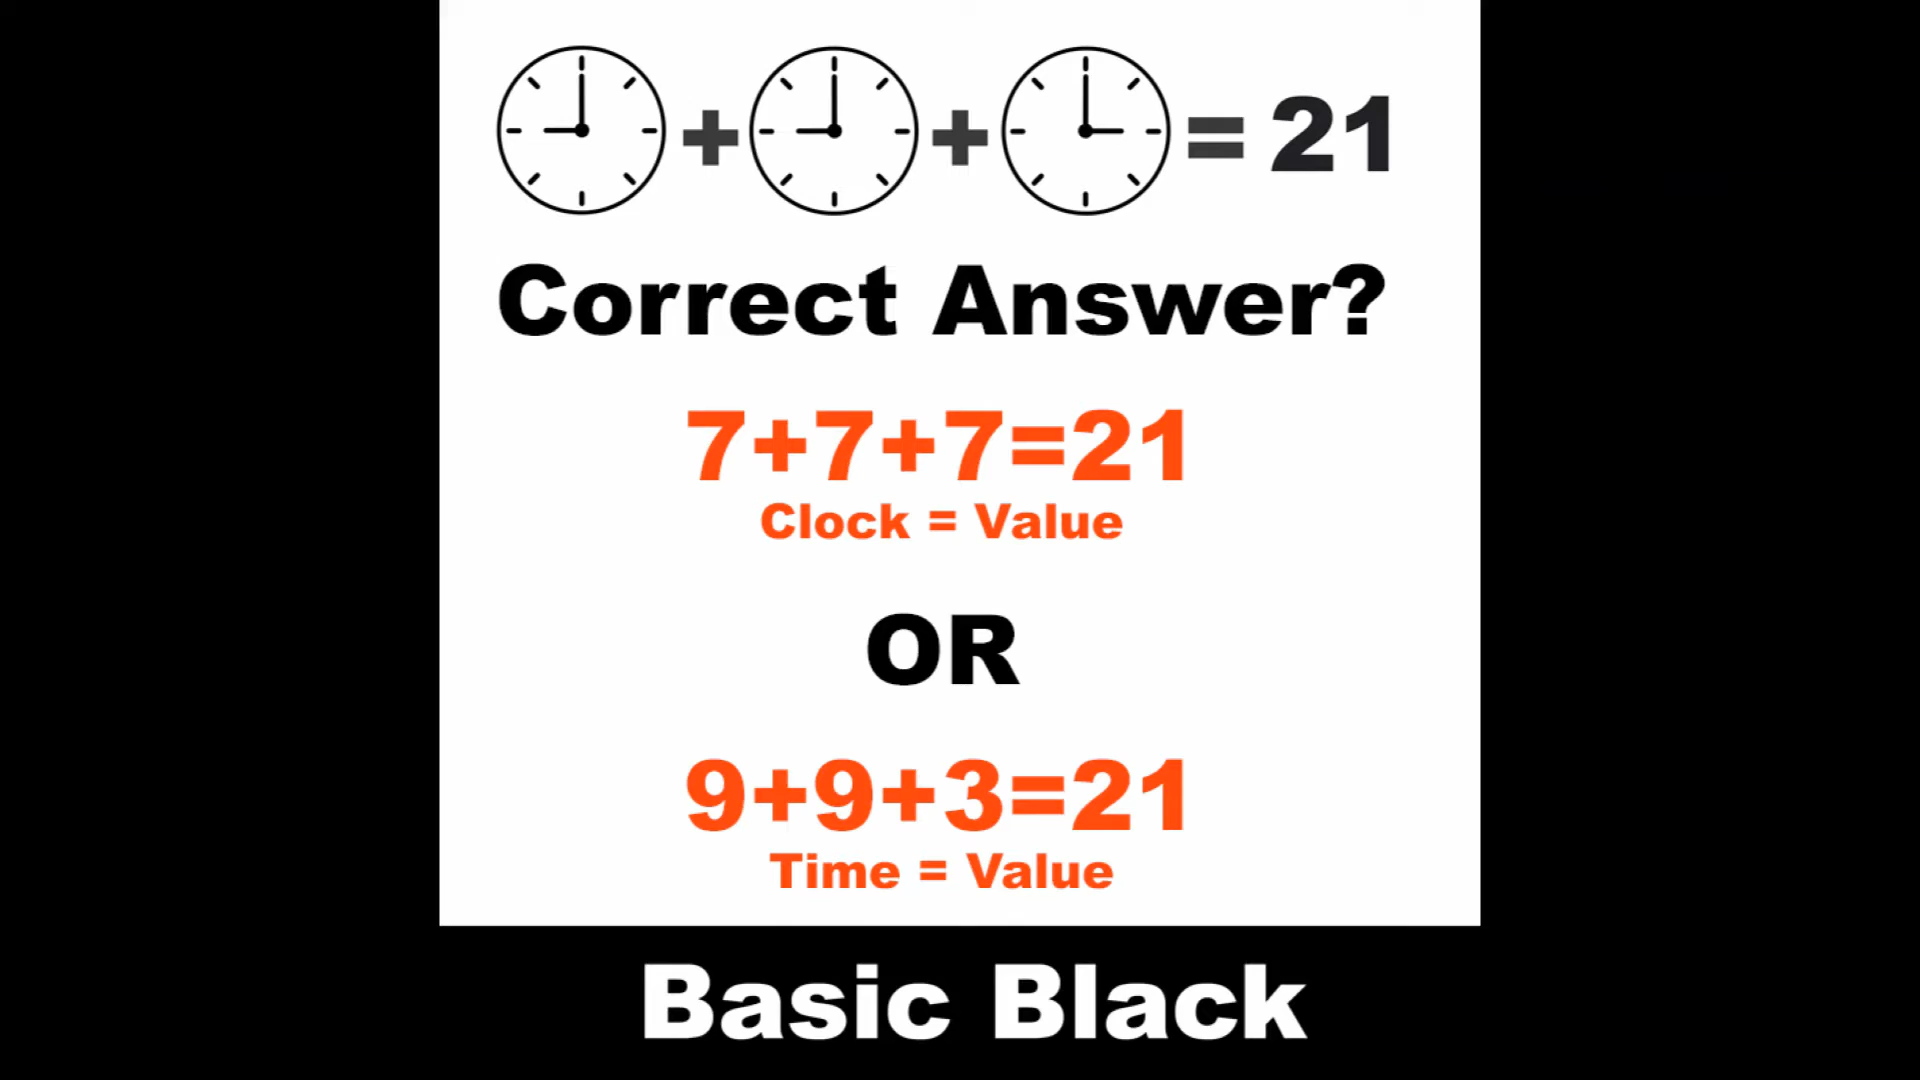 + + = 21
Correct Answer?
7+7+7=21
Clock = Value
OR
9+9+3=21
Time = Value
Basic Black